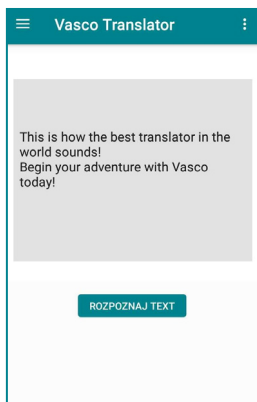 Vasco Translator
This is how the best translator in the
world sounds!
Begin your adventure with Vasco
today!
ROZPOZNAJ TEXT